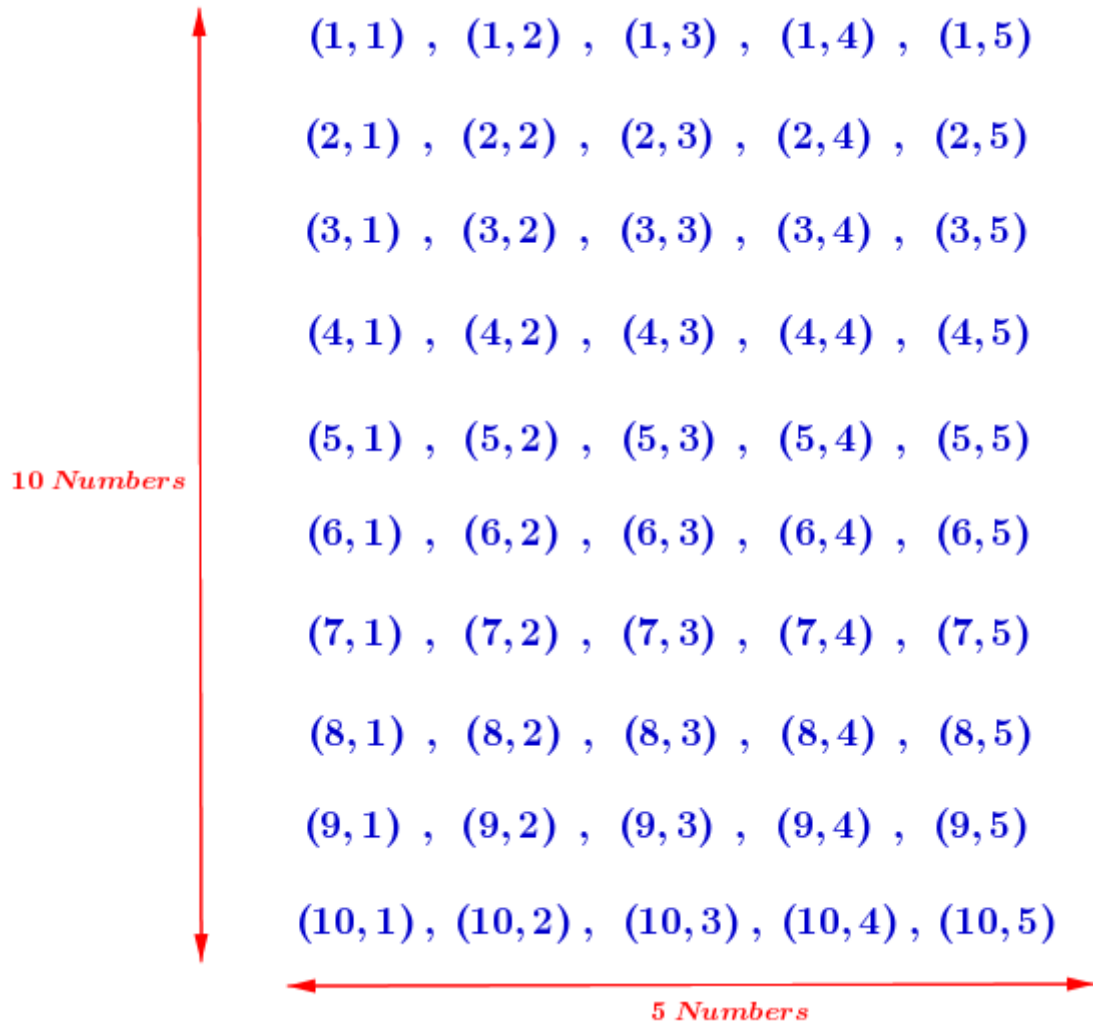 (1, 1) , (1, 2) , (1, 3) , (1, 4) , (1, 5)
(2, 1) , (2, 2) , (2, 3) , (2, 4) , (2, 5)
(3, 1) , (3, 2) , (3, 3) , (3, 4) , (3, 5)
(4, 1) , (4, 2) , (4, 3) , (4, 4) , (4, 5)
(5, 1) , (5, 2) , (5, 3) , (5, 4) , (5, 5)
10 Numbers
(6, 1) , (6, 2) , (6, 3) , (6, 4) , (6, 5)
(7, 1) , (7, 2) , (7, 3) , (7, 4) , (7, 5)
(8, 1) , (8, 2) , (8, 3) , (8, 4) , (8, 5)
(9, 1) , (9, 2) , (9, 3) , (9, 4) , (9, 5)
(10, 1) , (10, 2) , (10, 3) , (10, 4) , (10, 5)
5 Numbers